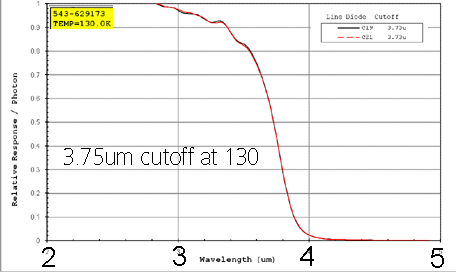 1
543-629173
TEMP=130.0K
Line Diode Cutoff
C19 3.73u
C21 3.73u
0.9
0.8
0.7
0.6
0.5
0.4
0.3
0.2
0.1
0
Relative Response / Photon
3.75um cutoff at 130
2 3 4 5
Wavelength (um)